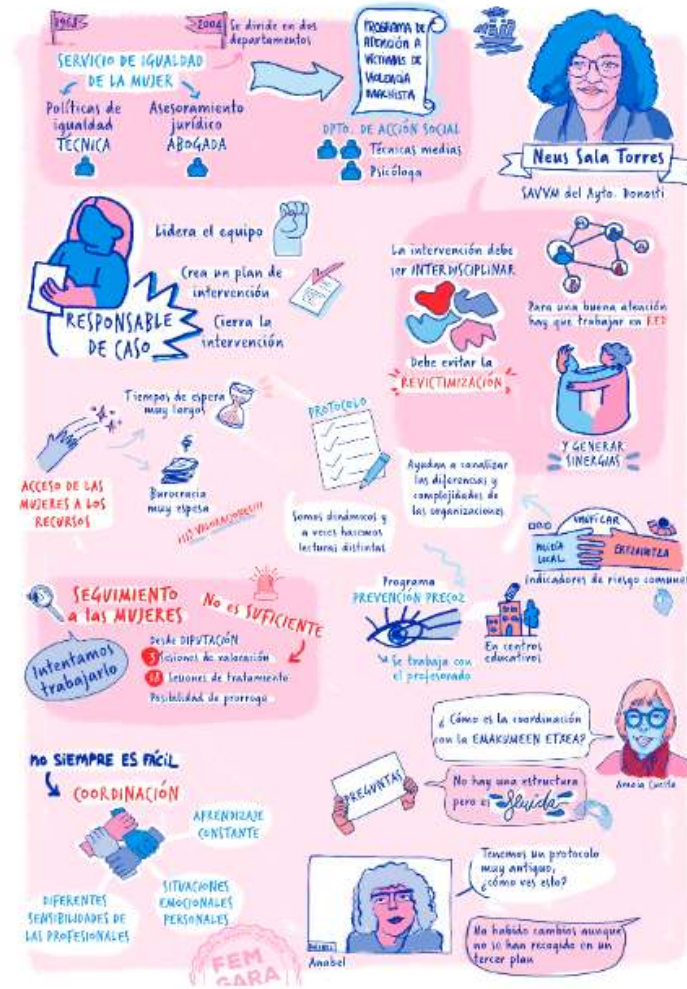 2004
Se divide en dos
departamentos
SERVICIO DE IGUALDAD
DE LA MUJER
Políticas de
igualdad
TÉCNICA
Asesoramiento
jurídico
ABOGADA
PROGRAMA DE
ATENCIÓN A
VÍCTIMAS DE
VIOLENCIA
MACHISTA
DPTO. DE ACCIÓN SOCIAL
Técnicas medias
Psicóloga
Neus Sala Torres
SAVVM del Ayto. Donosti
RESPONSABLE
DE CASO
Lidera el equipo
Crea un plan de
intervención
Cierra la
intervención
La intervención debe
ser INTERDISCIPLINAR
Debe evitar la
REVICTIMIZACIÓN
Para una buena atención
hay que trabajar en RED
Y GENERAR
SINERGIAS
ACCESO DE LAS
MUJERES A LOS
RECURSOS
Tiempos de espera
muy largos
Burocracia
muy espesa
¡¡¡¡ VALORACIONES!!!!
PROTOCOLO
Somos dinámicos y
a veces hacemos
lecturas distintas
Ayudan a canalizar
las diferencias y
complejidades de
las organizaciones
UNIFICAR
LOCAL
ERTZAINTZA
Indicadores de riesgo comunes
SEGUIMIENTO
a las MUJERES
No es SUFICIENTE
Intentamos
trabajarlo
Desde DIPUTACIÓN
3 Sesiones de valoración
18 Sesiones de tratamiento
Posibilidad de prorroga
Programa
PREVENCIÓN PRECOZ
Se trabaja con
el profesorado
En centros
educativos
¿Cómo es la coordinación
con la EMAKUMEEN ETXEA?
PREGUNTAS
No hay una estructura
pero es fluida
no SIEMPRE ES FÁCIL
COORDINACIÓN
APRENDIZAJE
CONSTANTE
SITUACIONES
EMOCIONALES
PERSONALES
DIFERENTES
SENSIBILIDADES DE
LAS PROFESIONALES
Anabel
Tenemos un protocolo
muy antiguo,
¿cómo ves esto?
Ha habido cambios aunque
no se han recogido en un
tercer plan
FEM
GARA